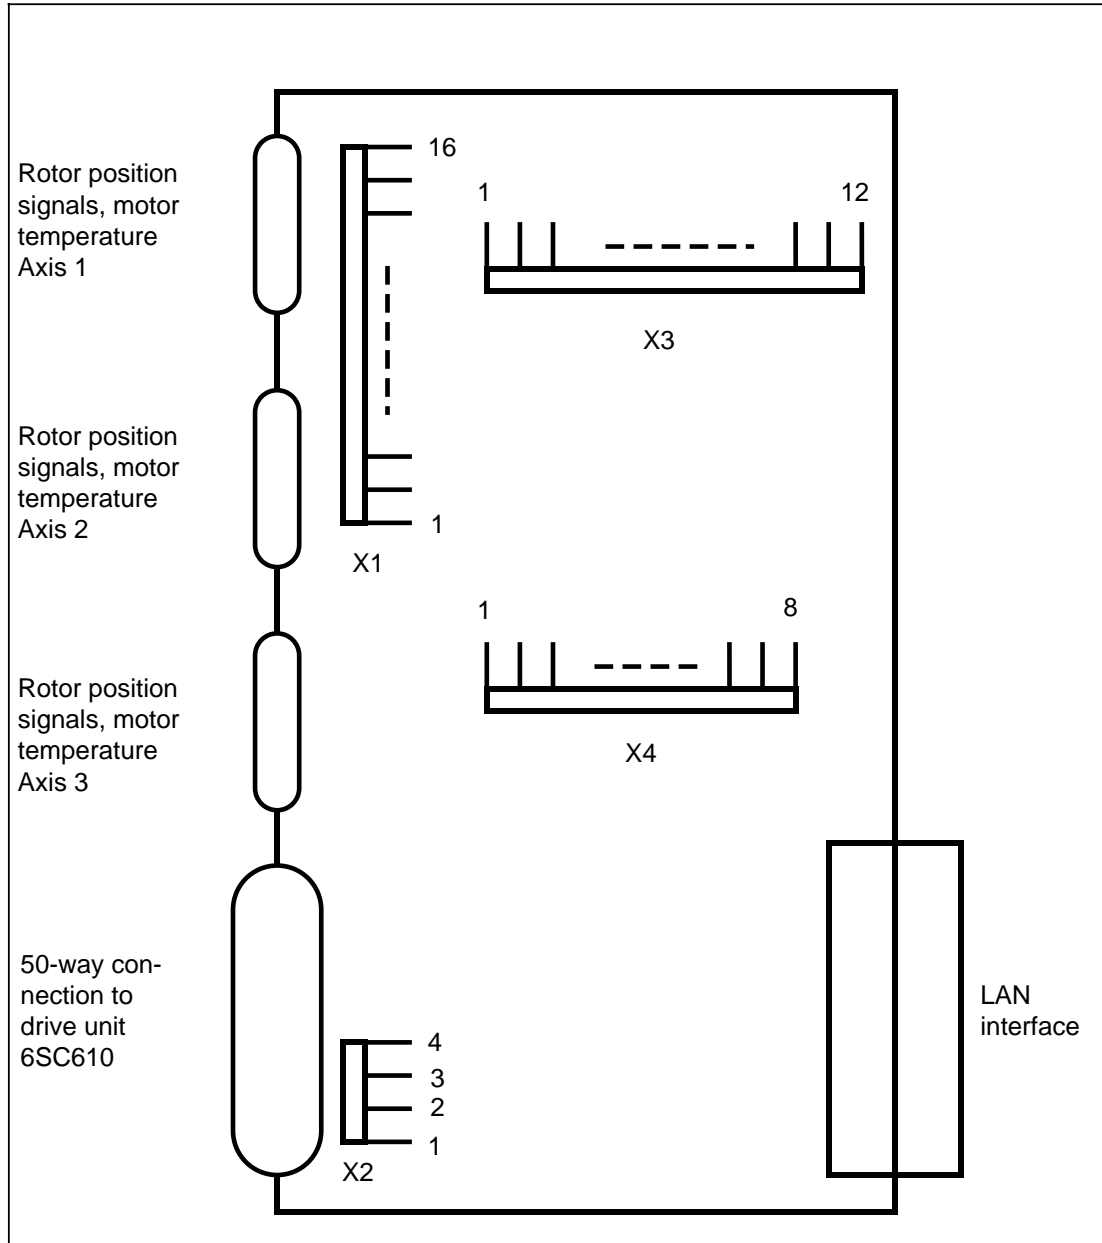 Rotor position
signals, motor
temperature
Axis 1
16
1
X1
1
12
X3
Rotor position
signals, motor
temperature
Axis 2
1
8
X4
Rotor position
signals, motor
temperature
Axis 3
50-way con-
nection to
drive unit
6SC610
4
3
2
1
X2
LAN
interface